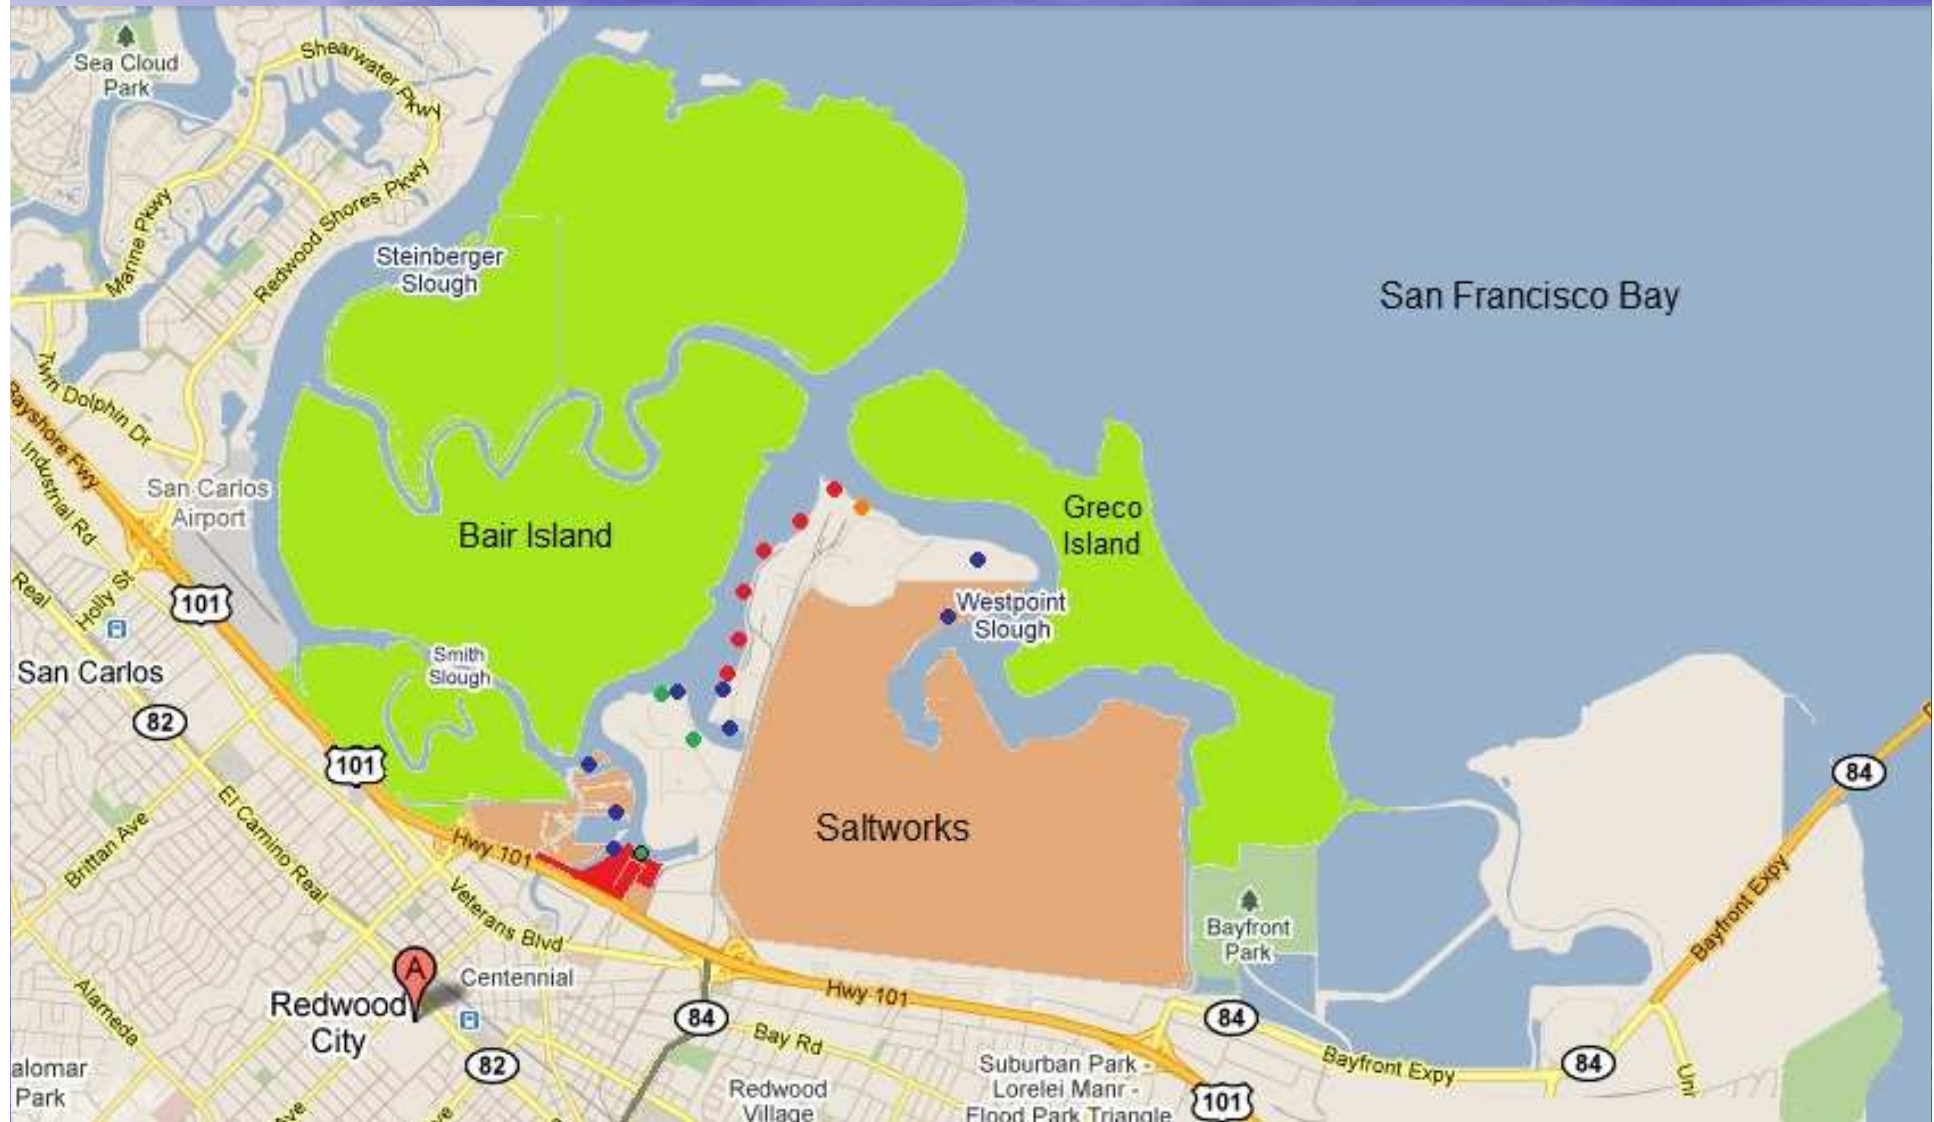 Sea Cloud
Park
Shearwater Pkwy
Marine Pkwy
Redwood Shores Pkwy
Steinberger
Slough
San Francisco Bay
Twin Dolphin Dr
Bayshore Fwy
Industrial Rd
San Carlos
Airport
Bair Island
Greco
Island
Real
Holly St
101
Westpoint
Slough
San Carlos
Smith
Slough
82
101
84
El Camino Real
Brittan Ave
Hwy 101
Saltworks
Veterans Blvd
Bayfront
Park
Bayfront Expy
A
Centennial
Redwood
City
Alameda
Hwy 101
84
84
Bay Rd
82
84
Bayfront Expy
alomar
Park
Suburban Park -
Lorelei Manr -
Flood Park Triangle
Redwood
Village
101
Uni
Ave
ve